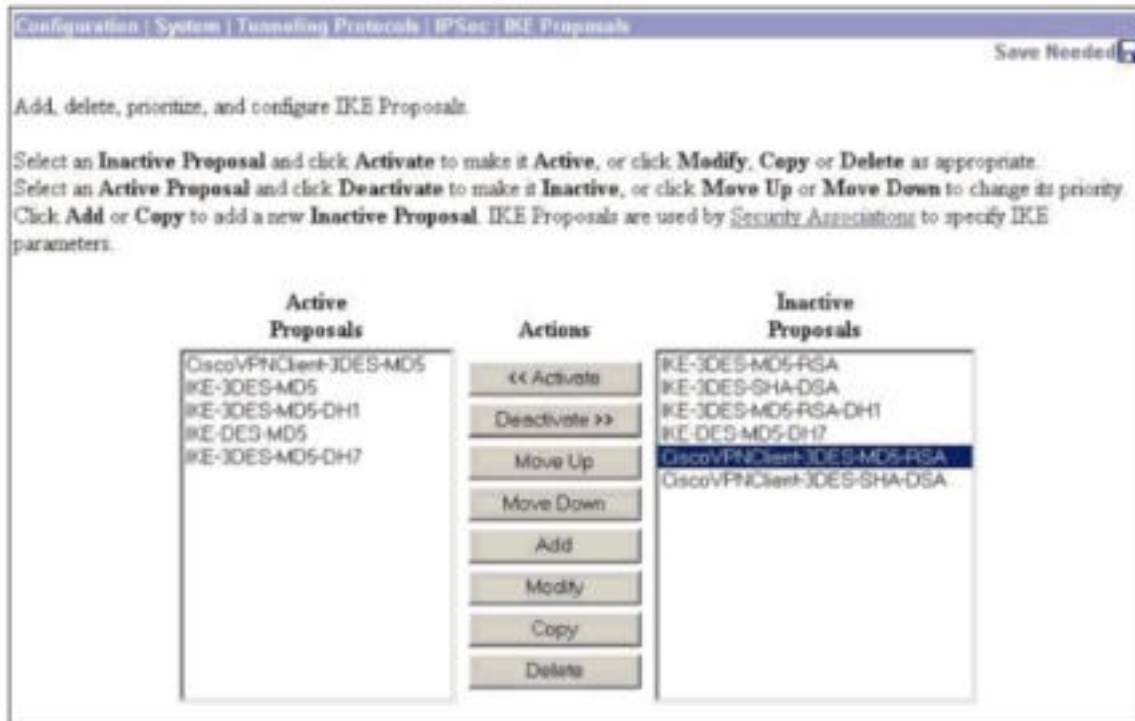 Configuration | System | Tunneling Protocols | IPSec | IKE Proposals
Save Needed
Add, delete, prioritize, and configure IKE Proposals.
Select an Inactive Proposal and click Activate to make it Active, or click Modify, Copy or Delete as appropriate.
Select an Active Proposal and click Deactivate to make it Inactive, or click Move Up or Move Down to change its priority.
Click Add or Copy to add a new Inactive Proposal. IKE Proposals are used by Security Associations to specify IKE
parameters.
Active
Proposals
CiscoVPNClient-3DES-MD5
IKE-3DES-MD5
IKE-3DES-MD5-DH1
IKE-DES-MD5
IKE-3DES-MD5-DH7
Actions
<< Activate
Deactivate >>
Move Up
Move Down
Add
Modify
Copy
Delete
Inactive
Proposals
IKE-3DES-MD5-RSA
IKE-3DES-SHA-DSA
IKE-3DES-MD5-RSA-DH1
IKE-DES-MD5-DH7
CiscoVPNClient-3DES-MD5-RSA
CiscoVPNClient-3DES-SHA-DSA